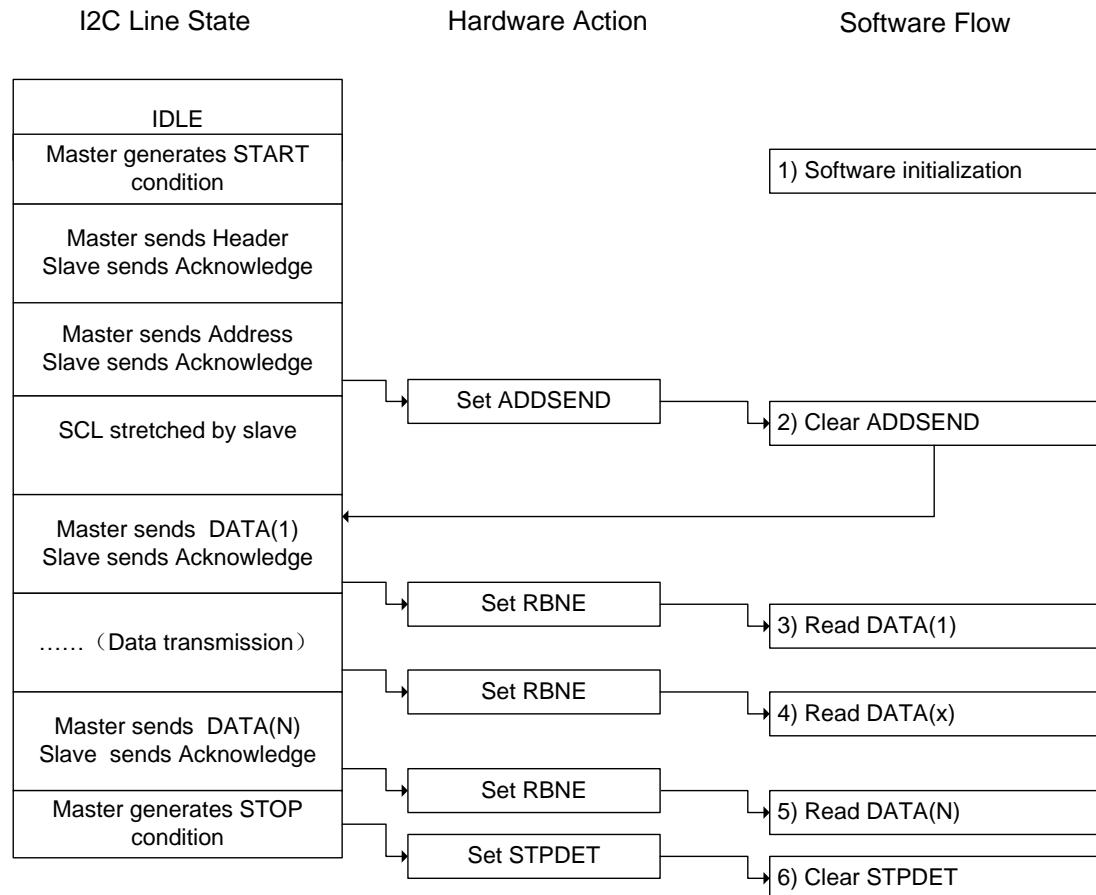 I2C Line State
Hardware Action
Software Flow
IDLE
Master generates START
condition
1) Software initialization
Master sends Header
Slave sends Acknowledge
Master sends Address
Slave sends Acknowledge
Set ADDSEND
2) Clear ADDSEND
SCL stretched by slave
Master sends DATA(1)
Slave sends Acknowledge
Set RBNE
3) Read DATA(1)
……（Data transmission）
Set RBNE
4) Read DATA(x)
Master sends DATA(N)
Slave sends Acknowledge
Set RBNE
5) Read DATA(N)
Master generates STOP
condition
Set STPDET
6) Clear STPDET